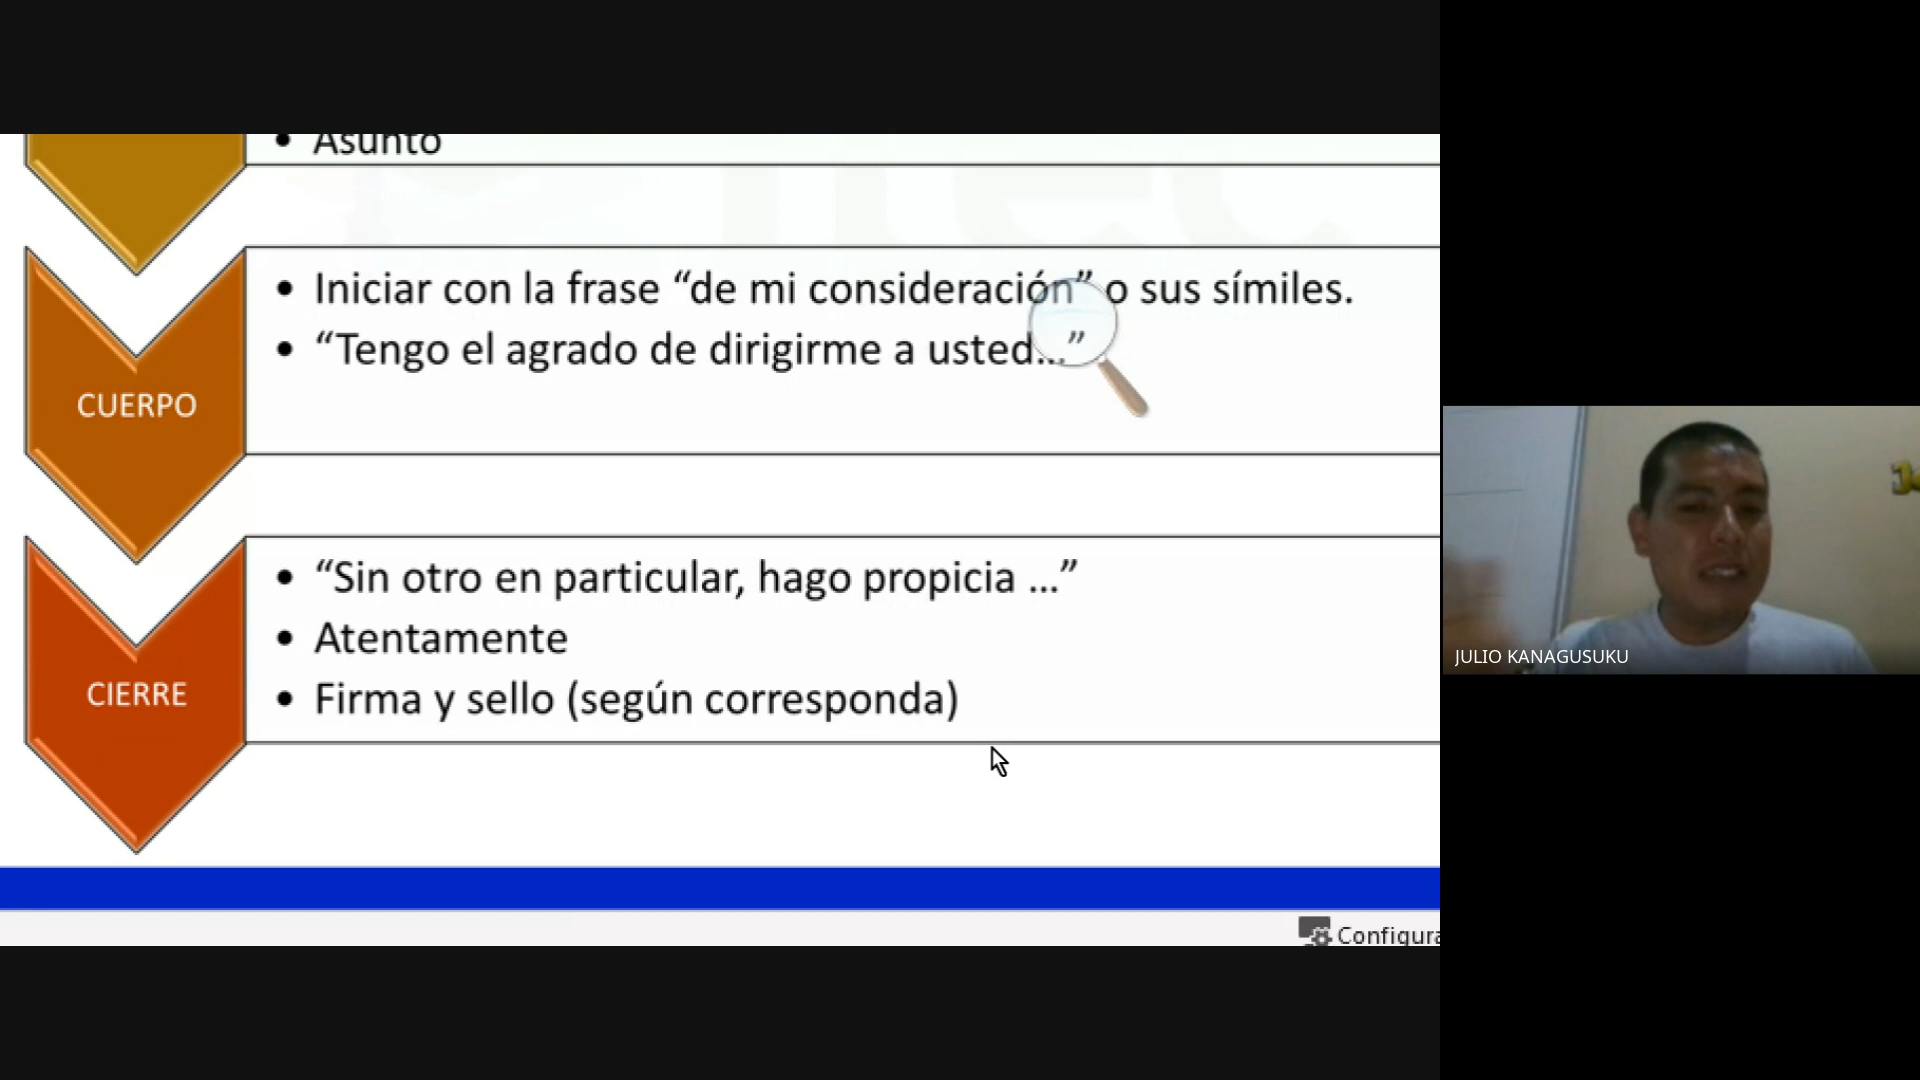 • Asunto
• Iniciar con la frase “de mi consideración” o sus símiles.
• “Tengo el agrado de dirigirme a usted...”
CUERPO
• “Sin otro en particular, hago propicia ...”
• Atentamente
• Firma y sello (según corresponda)
CIERRE
JULIO KANAGUSUKU